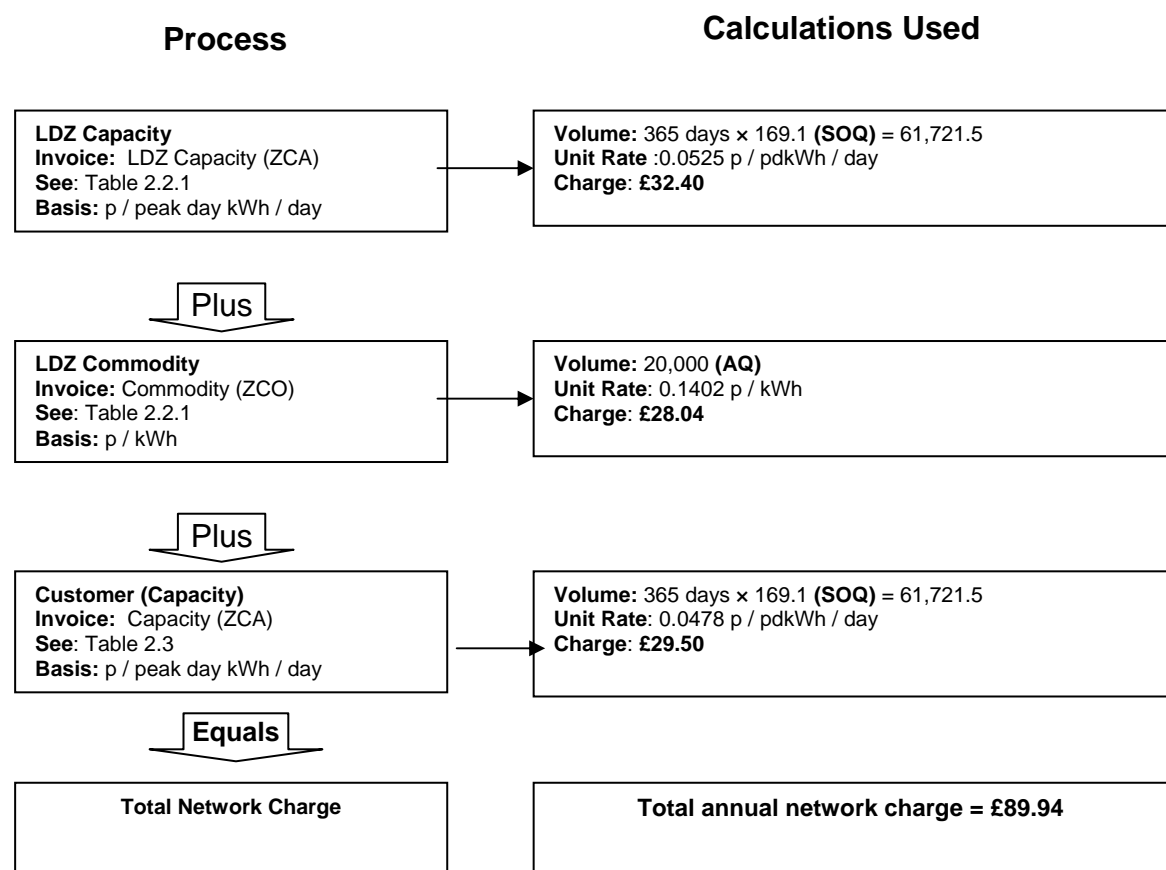 Process
Calculations Used
LDZ Capacity
Invoice: LDZ Capacity (ZCA)
See: Table 2.2.1
Basis: p / peak day kWh / day
Volume: 365 days × 169.1 (SOQ) = 61,721.5
Unit Rate :0.0525 p / pdkWh / day
Charge: £32.40
Plus
LDZ Commodity
Invoice: Commodity (ZCO)
See: Table 2.2.1
Basis: p / kWh
Volume: 20,000 (AQ)
Unit Rate: 0.1402 p / kWh
Charge: £28.04
Plus
Customer (Capacity)
Invoice: Capacity (ZCA)
See: Table 2.3
Basis: p / peak day kWh / day
Volume: 365 days × 169.1 (SOQ) = 61,721.5
Unit Rate: 0.0478 p / pdkWh / day
Charge: £29.50
Equals
Total Network Charge
Total annual network charge = £89.94